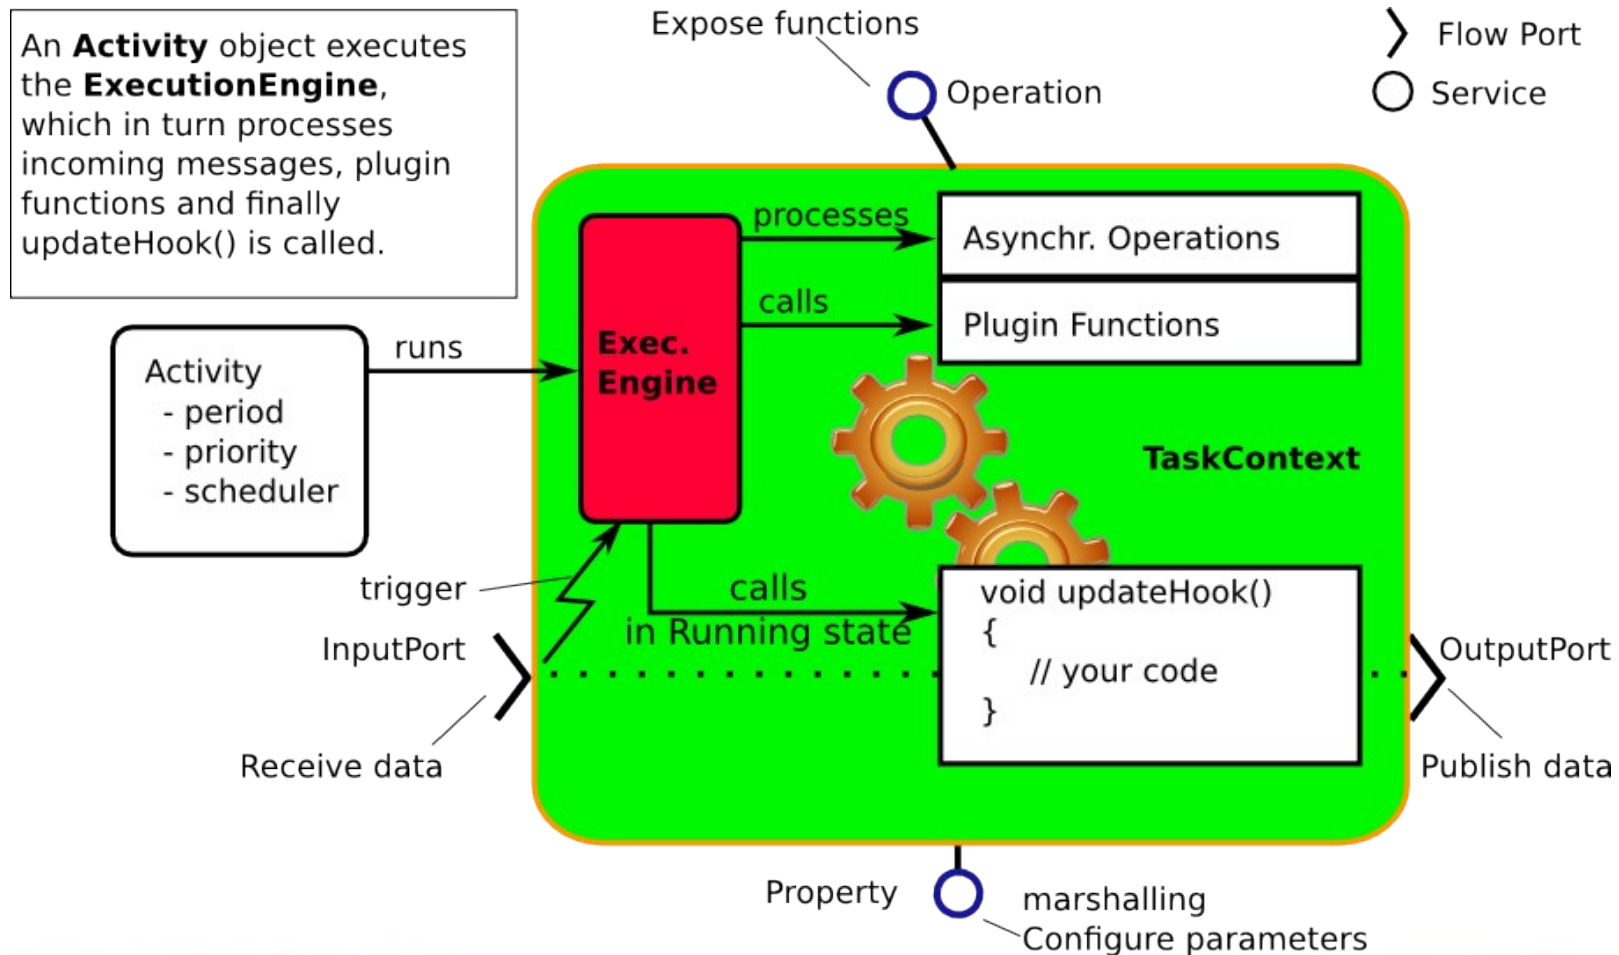 An Activity object executes
the ExecutionEngine,
which in turn processes
incoming messages, plugin
functions and finally
updateHook() is called.
Expose functions
Operation
Flow Port
Service
processes
Asynchr. Operations
calls
Plugin Functions
runs
Exec.
Engine
Activity
- period
- priority
- scheduler
TaskContext
trigger
calls
in Running state
void updateHook()
{
// your code
}
InputPort
OutputPort
Receive data
Publish data
Property
marshalling
Configure parameters